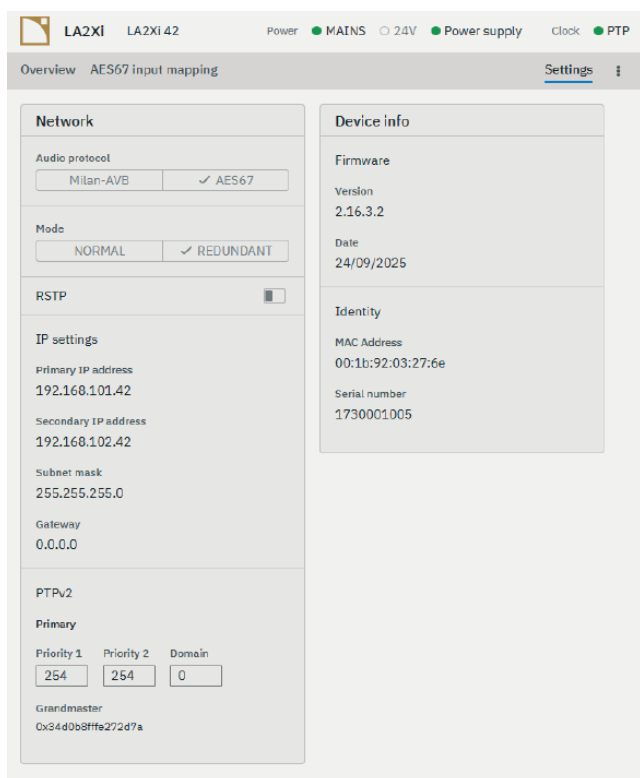 LA2Xi LA2Xi 42 Power MAINS 24V Power supply Clock PTP
Overview AES67 input mapping Settings
Network
Audio protocol
Milan-AVB ✓ AES67
Mode
NORMAL ✓ REDUNDANT
RSTP
IP settings
Primary IP address
192.168.101.42
Secondary IP address
192.168.102.42
Subnet mask
255.255.255.0
Gateway
0.0.0.0
PTPv2
Primary
Priority 1 Priority 2 Domain
254 254 0
Grandmaster
0x34d0b8fffe272d7a
Device info
Firmware
Version
2.16.3.2
Date
24/09/2025
Identity
MAC Address
00:1b:92:03:27:6e
Serial number
1730001005